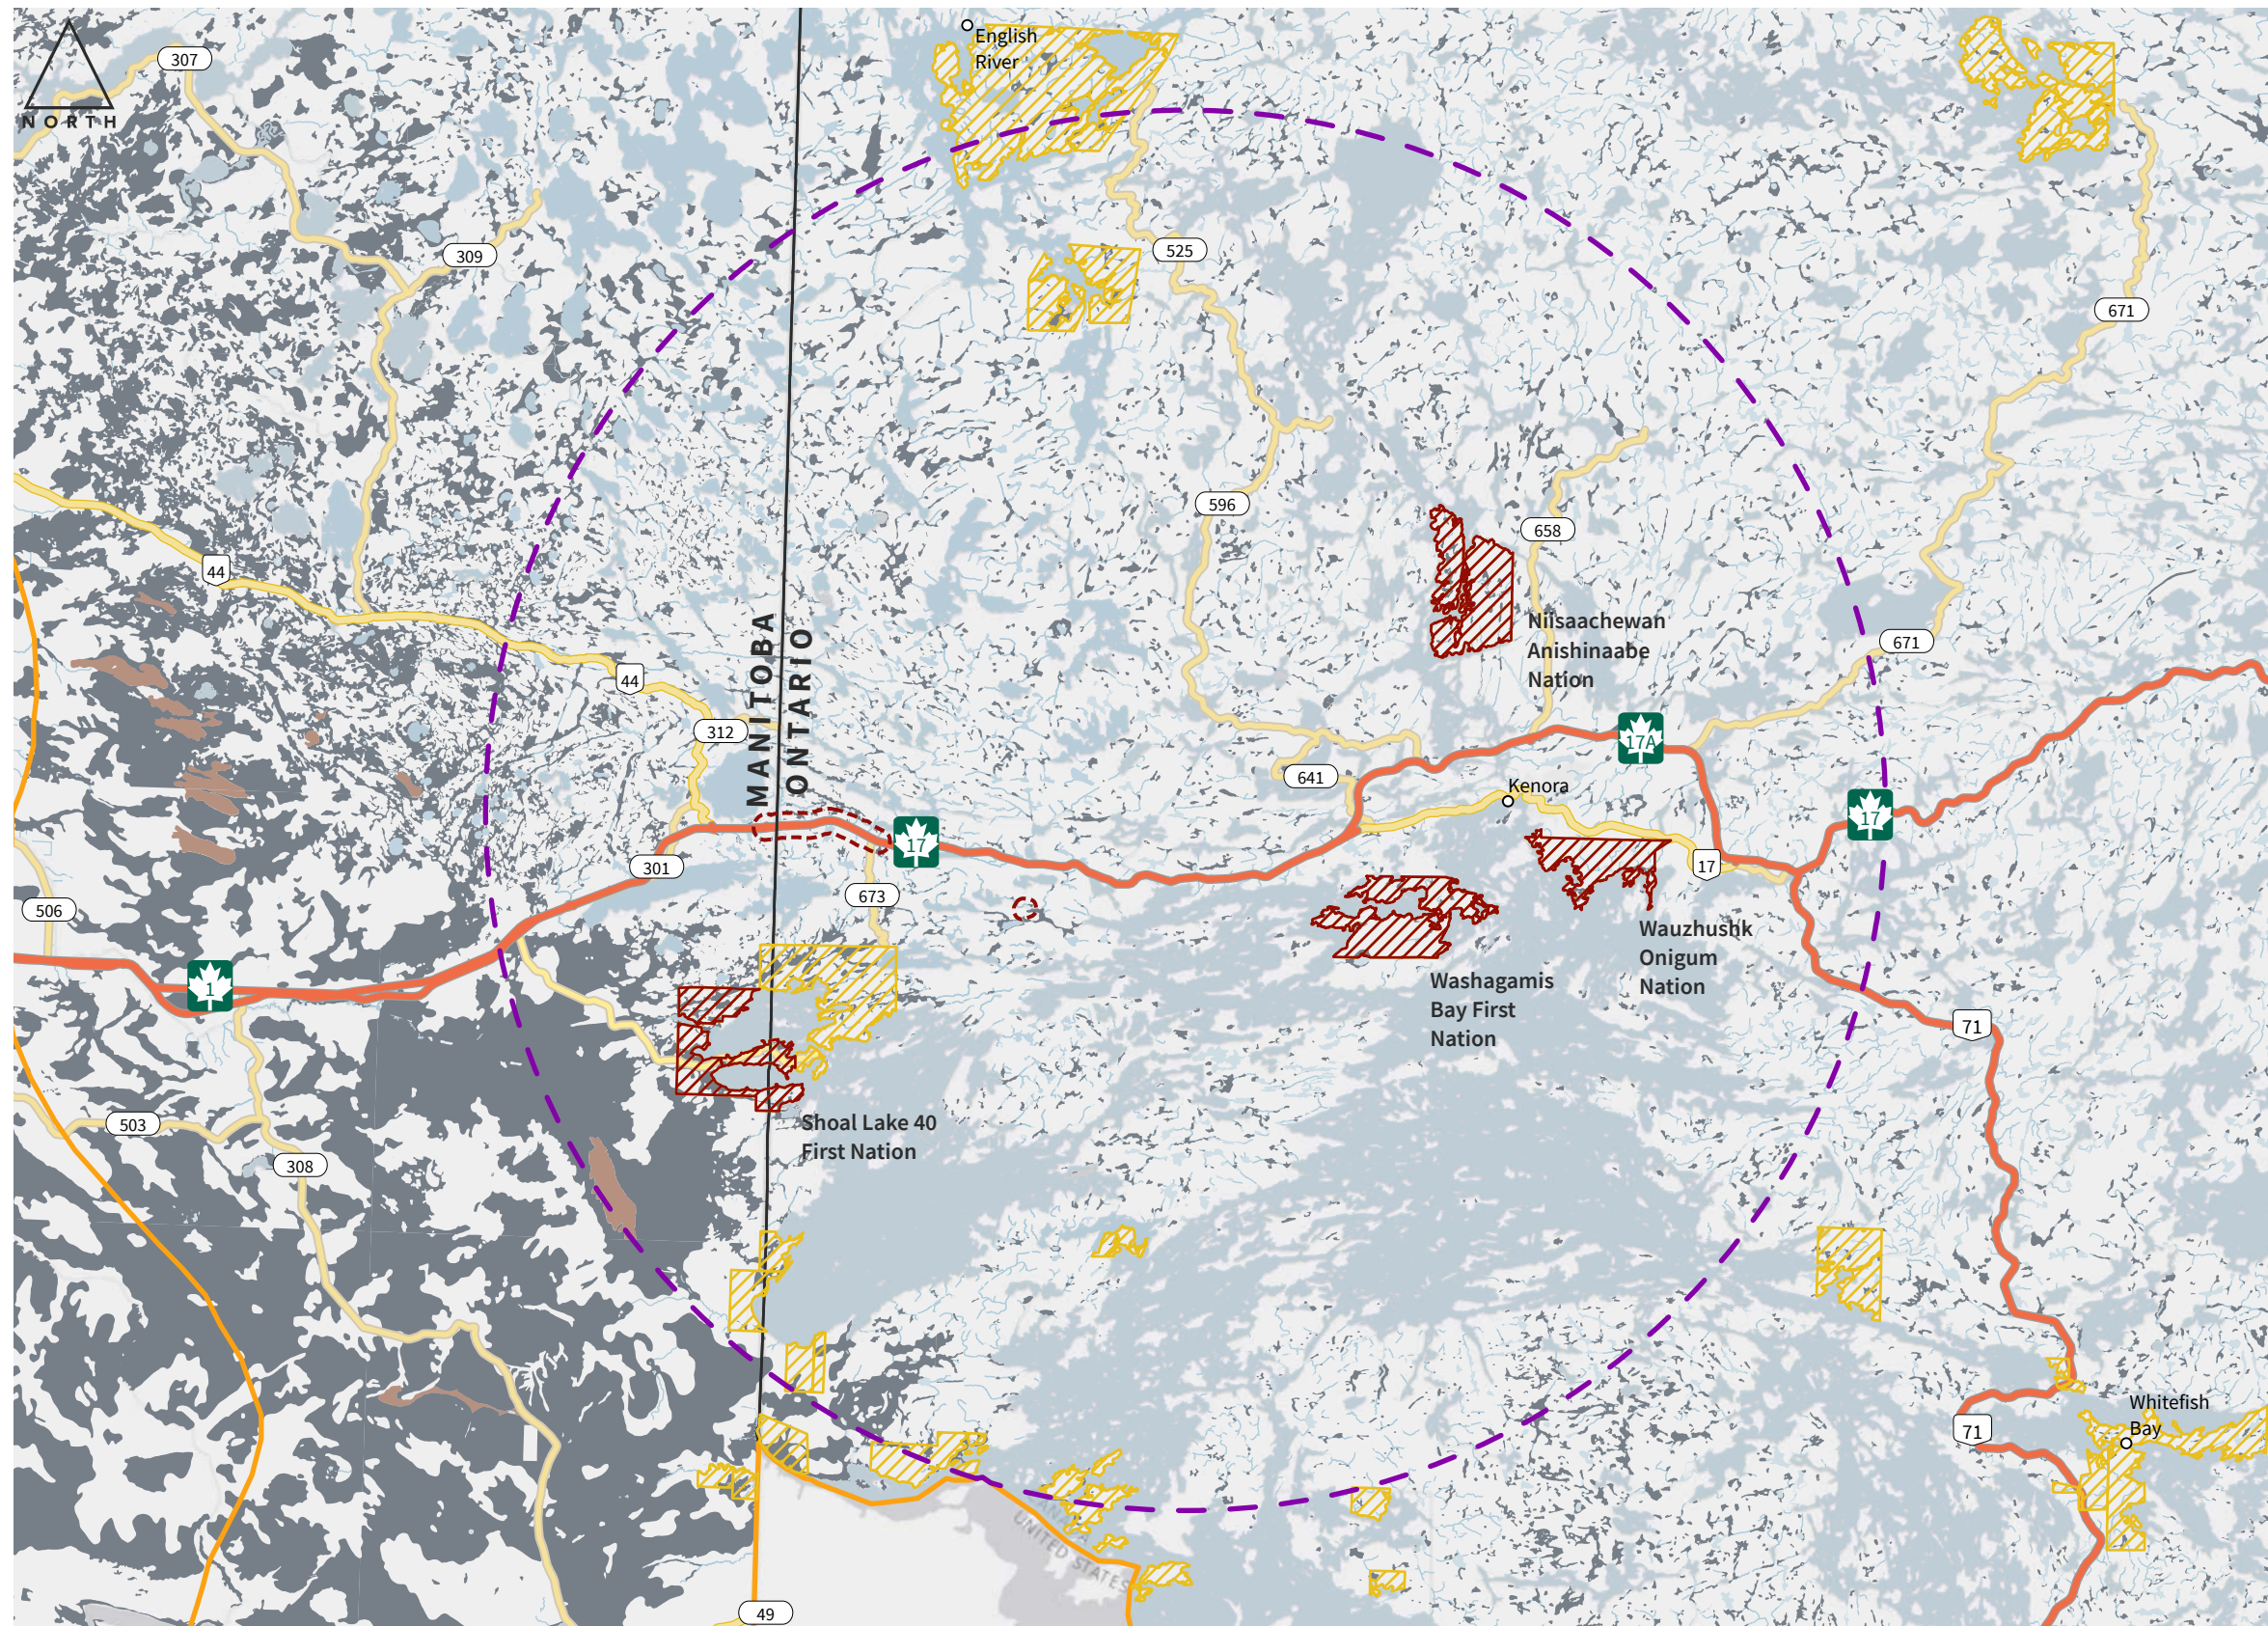 NORTH
307
English
River
309
525
671
596
658
44
Niisaachewan
Anishinaabe
Nation
671
44
MANITOBA
ONTARIO
312
17A
641
Kenora
17
17
301
17
673
506
Wauzhushk
Onigum
Nation
Washagamis
Bay First
Nation
1
71
503
Shoal Lake 40
First Nation
308
Whitefish
Bay
71
UNITED STATES
49